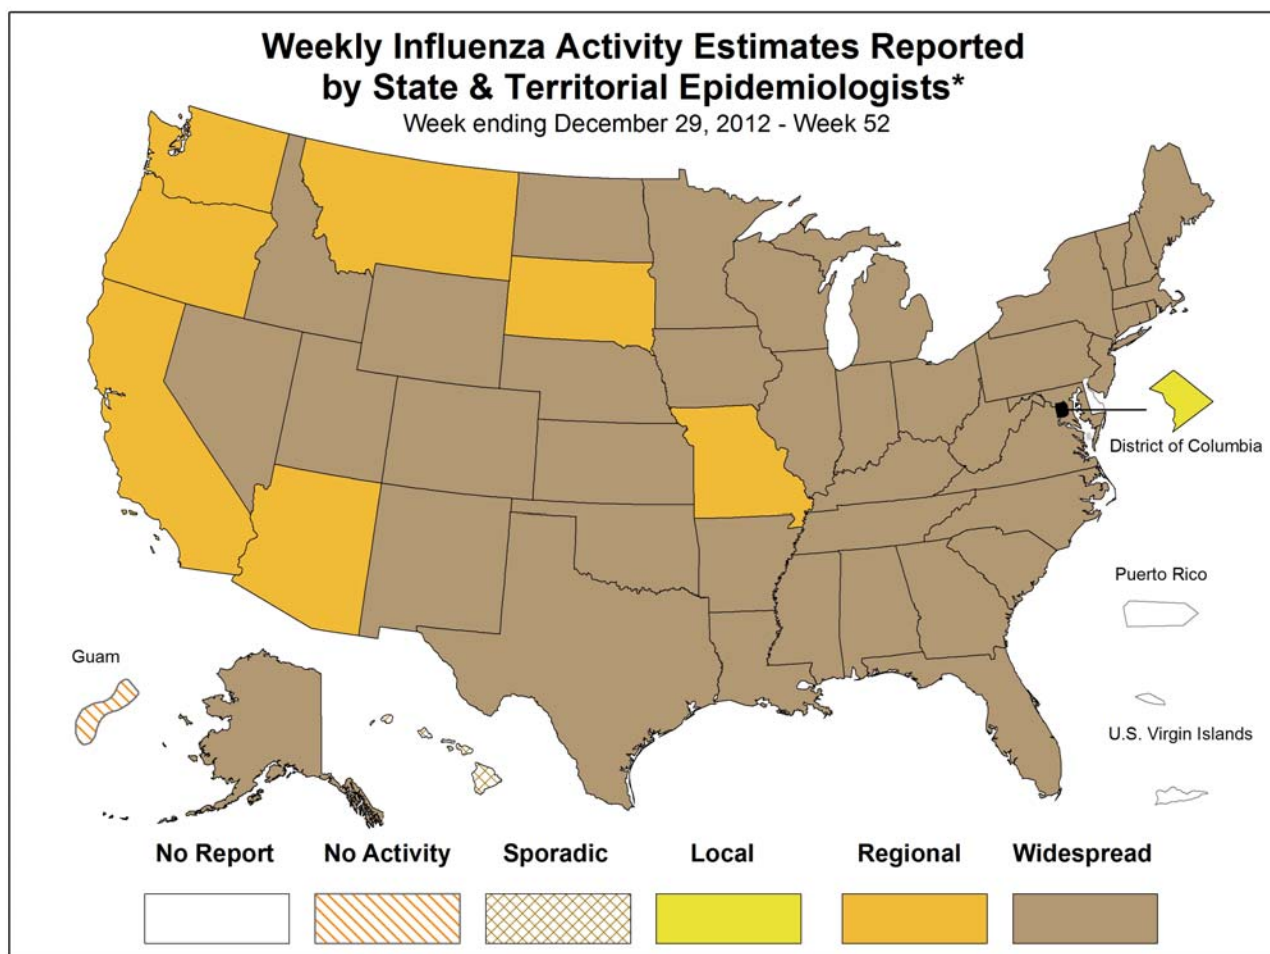 Weekly Influenza Activity Estimates Reported
by State & Territorial Epidemiologists*
Week ending December 29, 2012 - Week 52
District of Columbia
Puerto Rico
Guam
U.S. Virgin Islands
No Report
No Activity
Sporadic
Local
Regional
Widespread